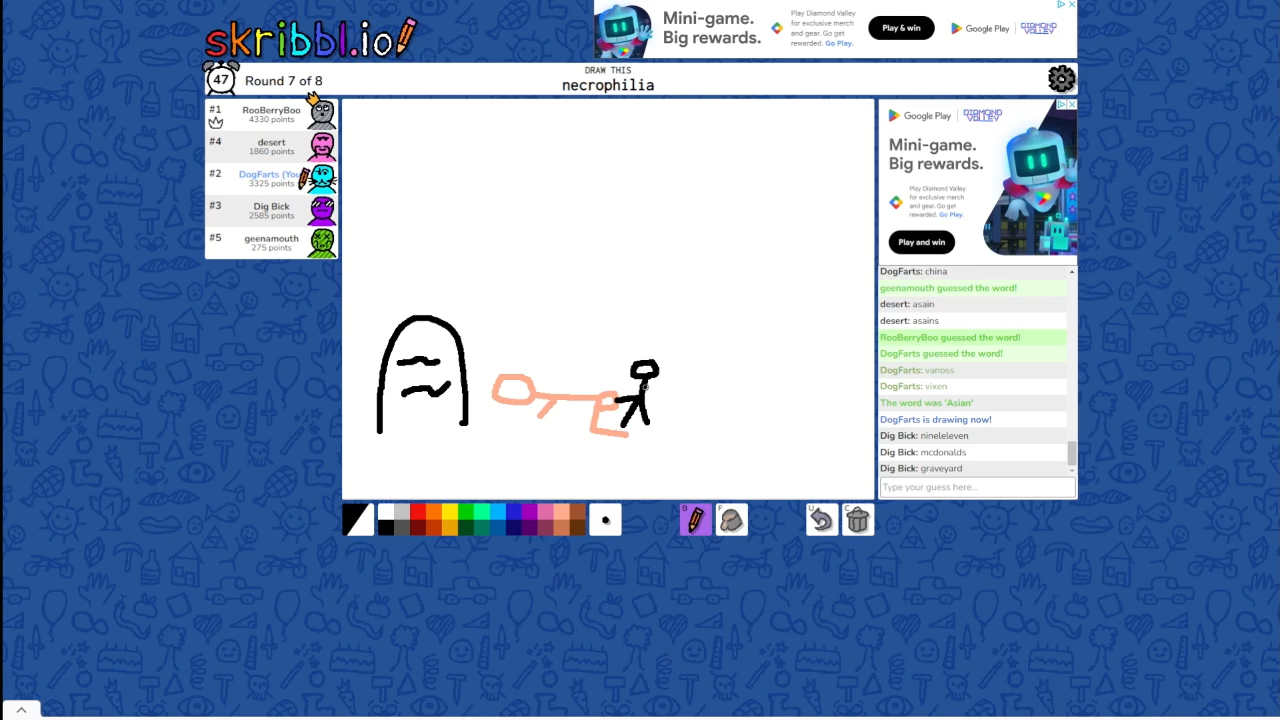 skribbl.io
Mini-game.
Big rewards.
Play Diamond Valley
for exclusive merch
and gear. Go get
rewarded. Go Play.
Play & win
Google Play
DIAMOND
VALLEY
47
Round 7 of 8
DRAW THIS
necrophilia
#1
RooBerryBoo
4330 points
#4
desert
1860 points
#2
DogFarts (You
3325 points
#3
Dig Bick
2585 points
#5
geenamouth
275 points
Google Play
DIAMOND
VALLEY
Mini-game.
Big rewards.
Play Diamond Valley
for exclusive merch
and gear. Go get
rewarded. Go Play.
Play and win
DogFarts: china
geenamouth guessed the word!
desert: asain
desert: asains
RooBerryBoo guessed the word!
DogFarts guessed the word!
DogFarts: vanoss
DogFarts: vixen
The word was 'Asian'
DogFarts is drawing now!
Dig Bick: nineleleven
Dig Bick: mcdonalds
Dig Bick: graveyard
Type your guess here...
B
F
U
C